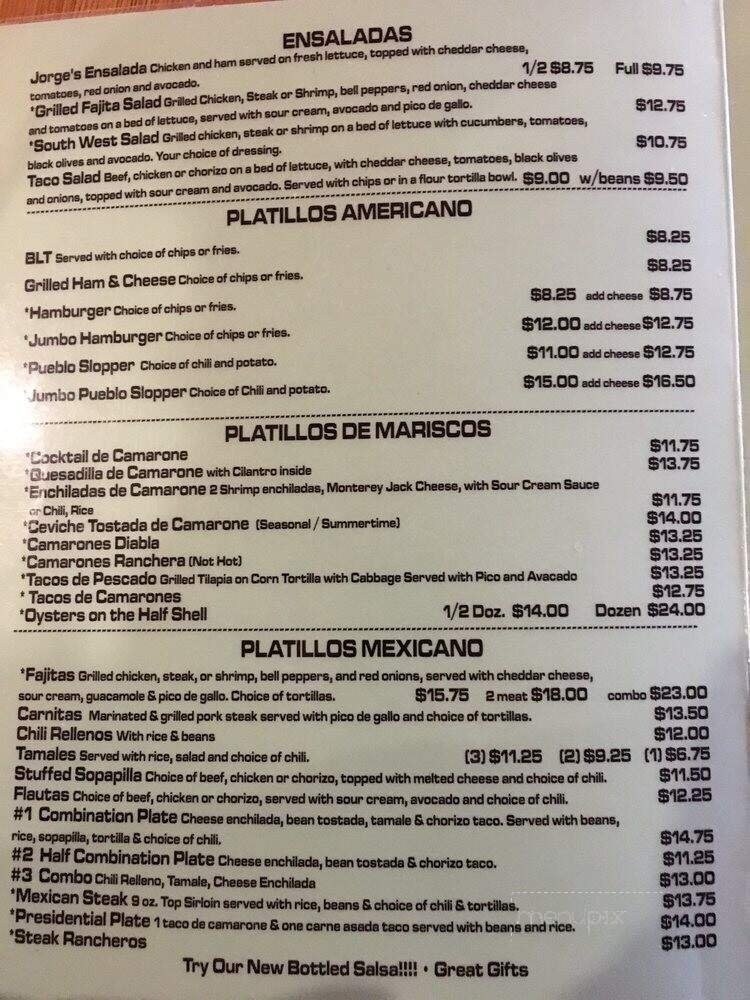 ENSALADAS
Jorge's Ensalada Chicken and ham served on fresh lettuce, topped with cheddar cheese,
tomatoes, red onion and avocado. 1/2 $8.75 Full $9.75
*Grilled Fajita Salad Grilled Chicken, Steak or Shrimp, bell peppers, red onion, cheddar cheese
and tomatoes on a bed of lettuce, served with sour cream, avocado and pico de gallo. $12.75
*South West Salad Grilled chicken, steak or shrimp on a bed of lettuce with cucumbers, tomatoes,
black olives and avocado. Your choice of dressing. $10.75
Taco Salad Beef, chicken or chorizo on a bed of lettuce, with cheddar cheese, tomatoes, black olives
and onions, topped with sour cream and avocado. Served with chips or in a flour tortilla bowl. $9.00 w/beans $9.50
PLATILLOS AMERICANO
BLT Served with choice of chips or fries. $8.25
Grilled Ham & Cheese Choice of chips or fries. $8.25
*Hamburger Choice of chips or fries. $8.25 add cheese $8.75
*Jumbo Hamburger Choice of chips or fries. $12.00 add cheese $12.75
*Pueblo Slopper Choice of chili and potato. $11.00 add cheese $12.75
*Jumbo Pueblo Slopper Choice of Chili and potato. $15.00 add cheese $16.50
PLATILLOS DE MARISCOS
*Cocktail de Camarone $11.75
*Quesadilla de Camarone with Cilantro inside $13.75
*Enchiladas de Camarone 2 Shrimp enchiladas, Monterey Jack Cheese, with Sour Cream Sauce
or Chili, Rice $11.75
*Ceviche Tostada de Camarone (Seasonal / Summertime) $14.00
*Camarones Diabla $13.25
*Camarones Ranchera (Not Hot) $13.25
*Tacos de Pescado Grilled Tilapia on Corn Tortilla with Cabbage Served with Pico and Avacado $13.25
* Tacos de Camarones $12.75
*Oysters on the Half Shell 1/2 Doz. $14.00 Dozen $24.00
PLATILLOS MEXICANO
*Fajitas Grilled chicken, steak, or shrimp, bell peppers, and red onions, served with cheddar cheese,
sour cream, guacamole & pico de gallo. Choice of tortillas. $15.75 2 meat $18.00 combo $23.00
Carnitas Marinated & grilled pork steak served with pico de gallo and choice of tortillas. $13.50
Chili Rellenos With rice & beans $12.00
Tamales Served with rice, salad and choice of chili. (3) $11.25 (2) $9.25 (1) $6.75
Stuffed Sopapilla Choice of beef, chicken or chorizo, topped with melted cheese and choice of chili. $11.50
Flautas Choice of beef, chicken or chorizo, served with sour cream, avocado and choice of chili. $12.25
#1 Combination Plate Cheese enchilada, bean tostada, tamale & chorizo taco. Served with beans,
rice, sopapilla, tortilla & choice of chili. $14.75
#2 Half Combination Plate Cheese enchilada, bean tostada & chorizo taco. $11.25
#3 Combo Chili Relleno, Tamale, Cheese Enchilada $13.00
*Mexican Steak 9 oz. Top Sirloin served with rice, beans & choice of chili & tortillas. $13.75
*Presidential Plate 1 taco de camarone & one carne asada taco served with beans and rice. $14.00
*Steak Rancheros $13.00
Try Our New Bottled Salsa!!!! • Great Gifts
menupix